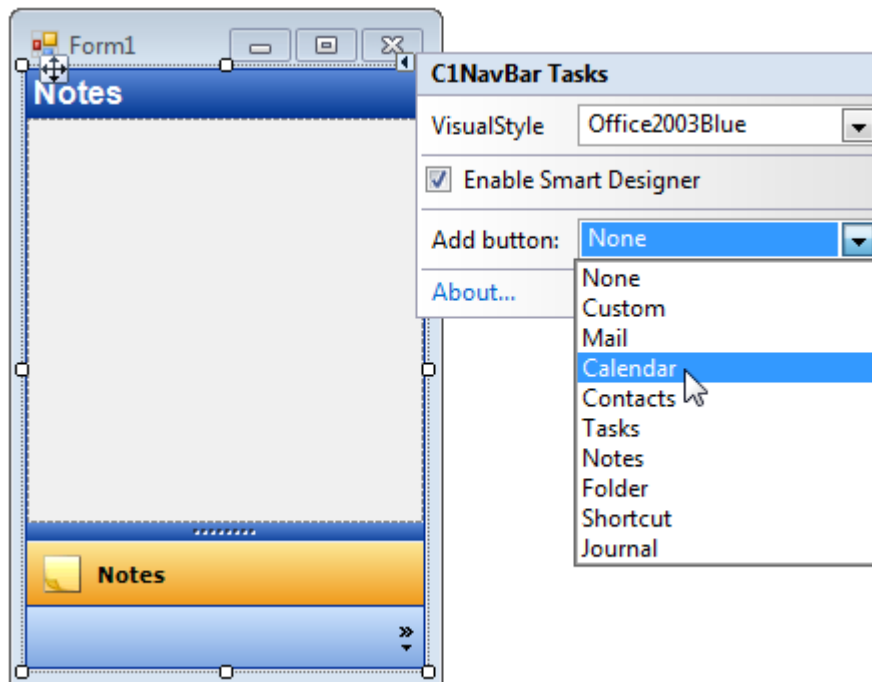 Form1
Notes
Notes
C1NavBar Tasks
VisualStyle Office2003Blue
Enable Smart Designer
Add button: None
About...
None
Custom
Mail
Calendar
Contacts
Tasks
Notes
Folder
Shortcut
Journal